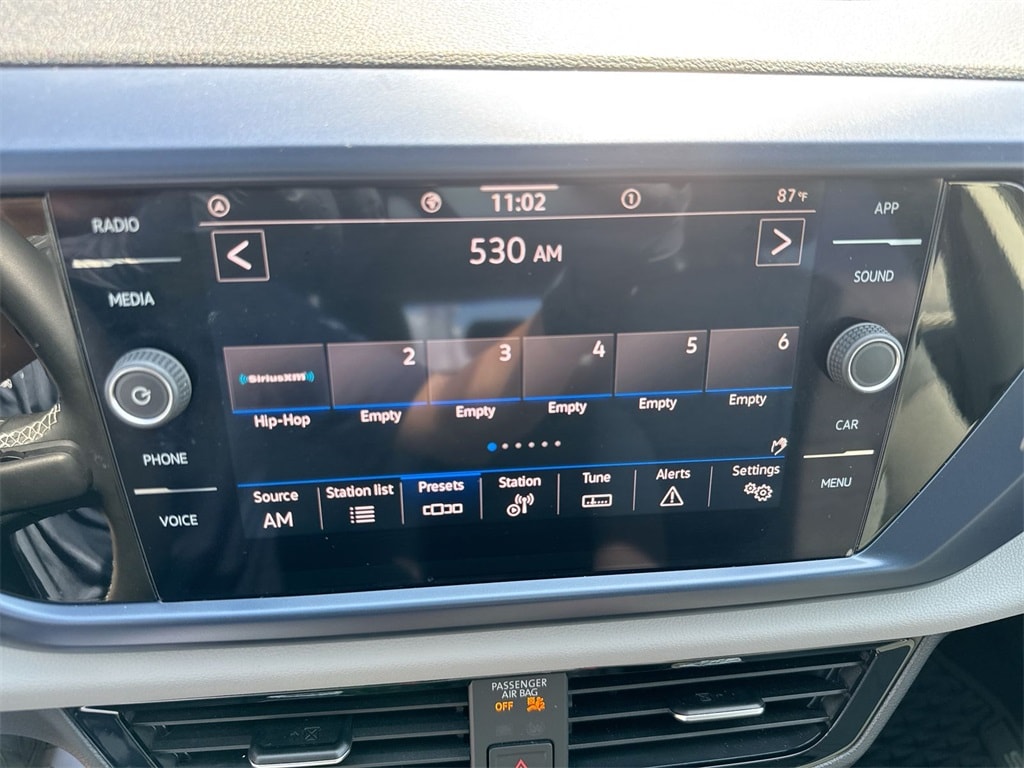 11:02
1
87°F
530 AM
RADIO
MEDIA
PHONE
VOICE
APP
SOUND
CAR
MENU
2 3 4 5 6
((SiriusXM))
Hip-Hop Empty Empty Empty Empty Empty
Source Station list Presets Station Tune Alerts Settings
AM
PASSENGER
AIR BAG
OFF